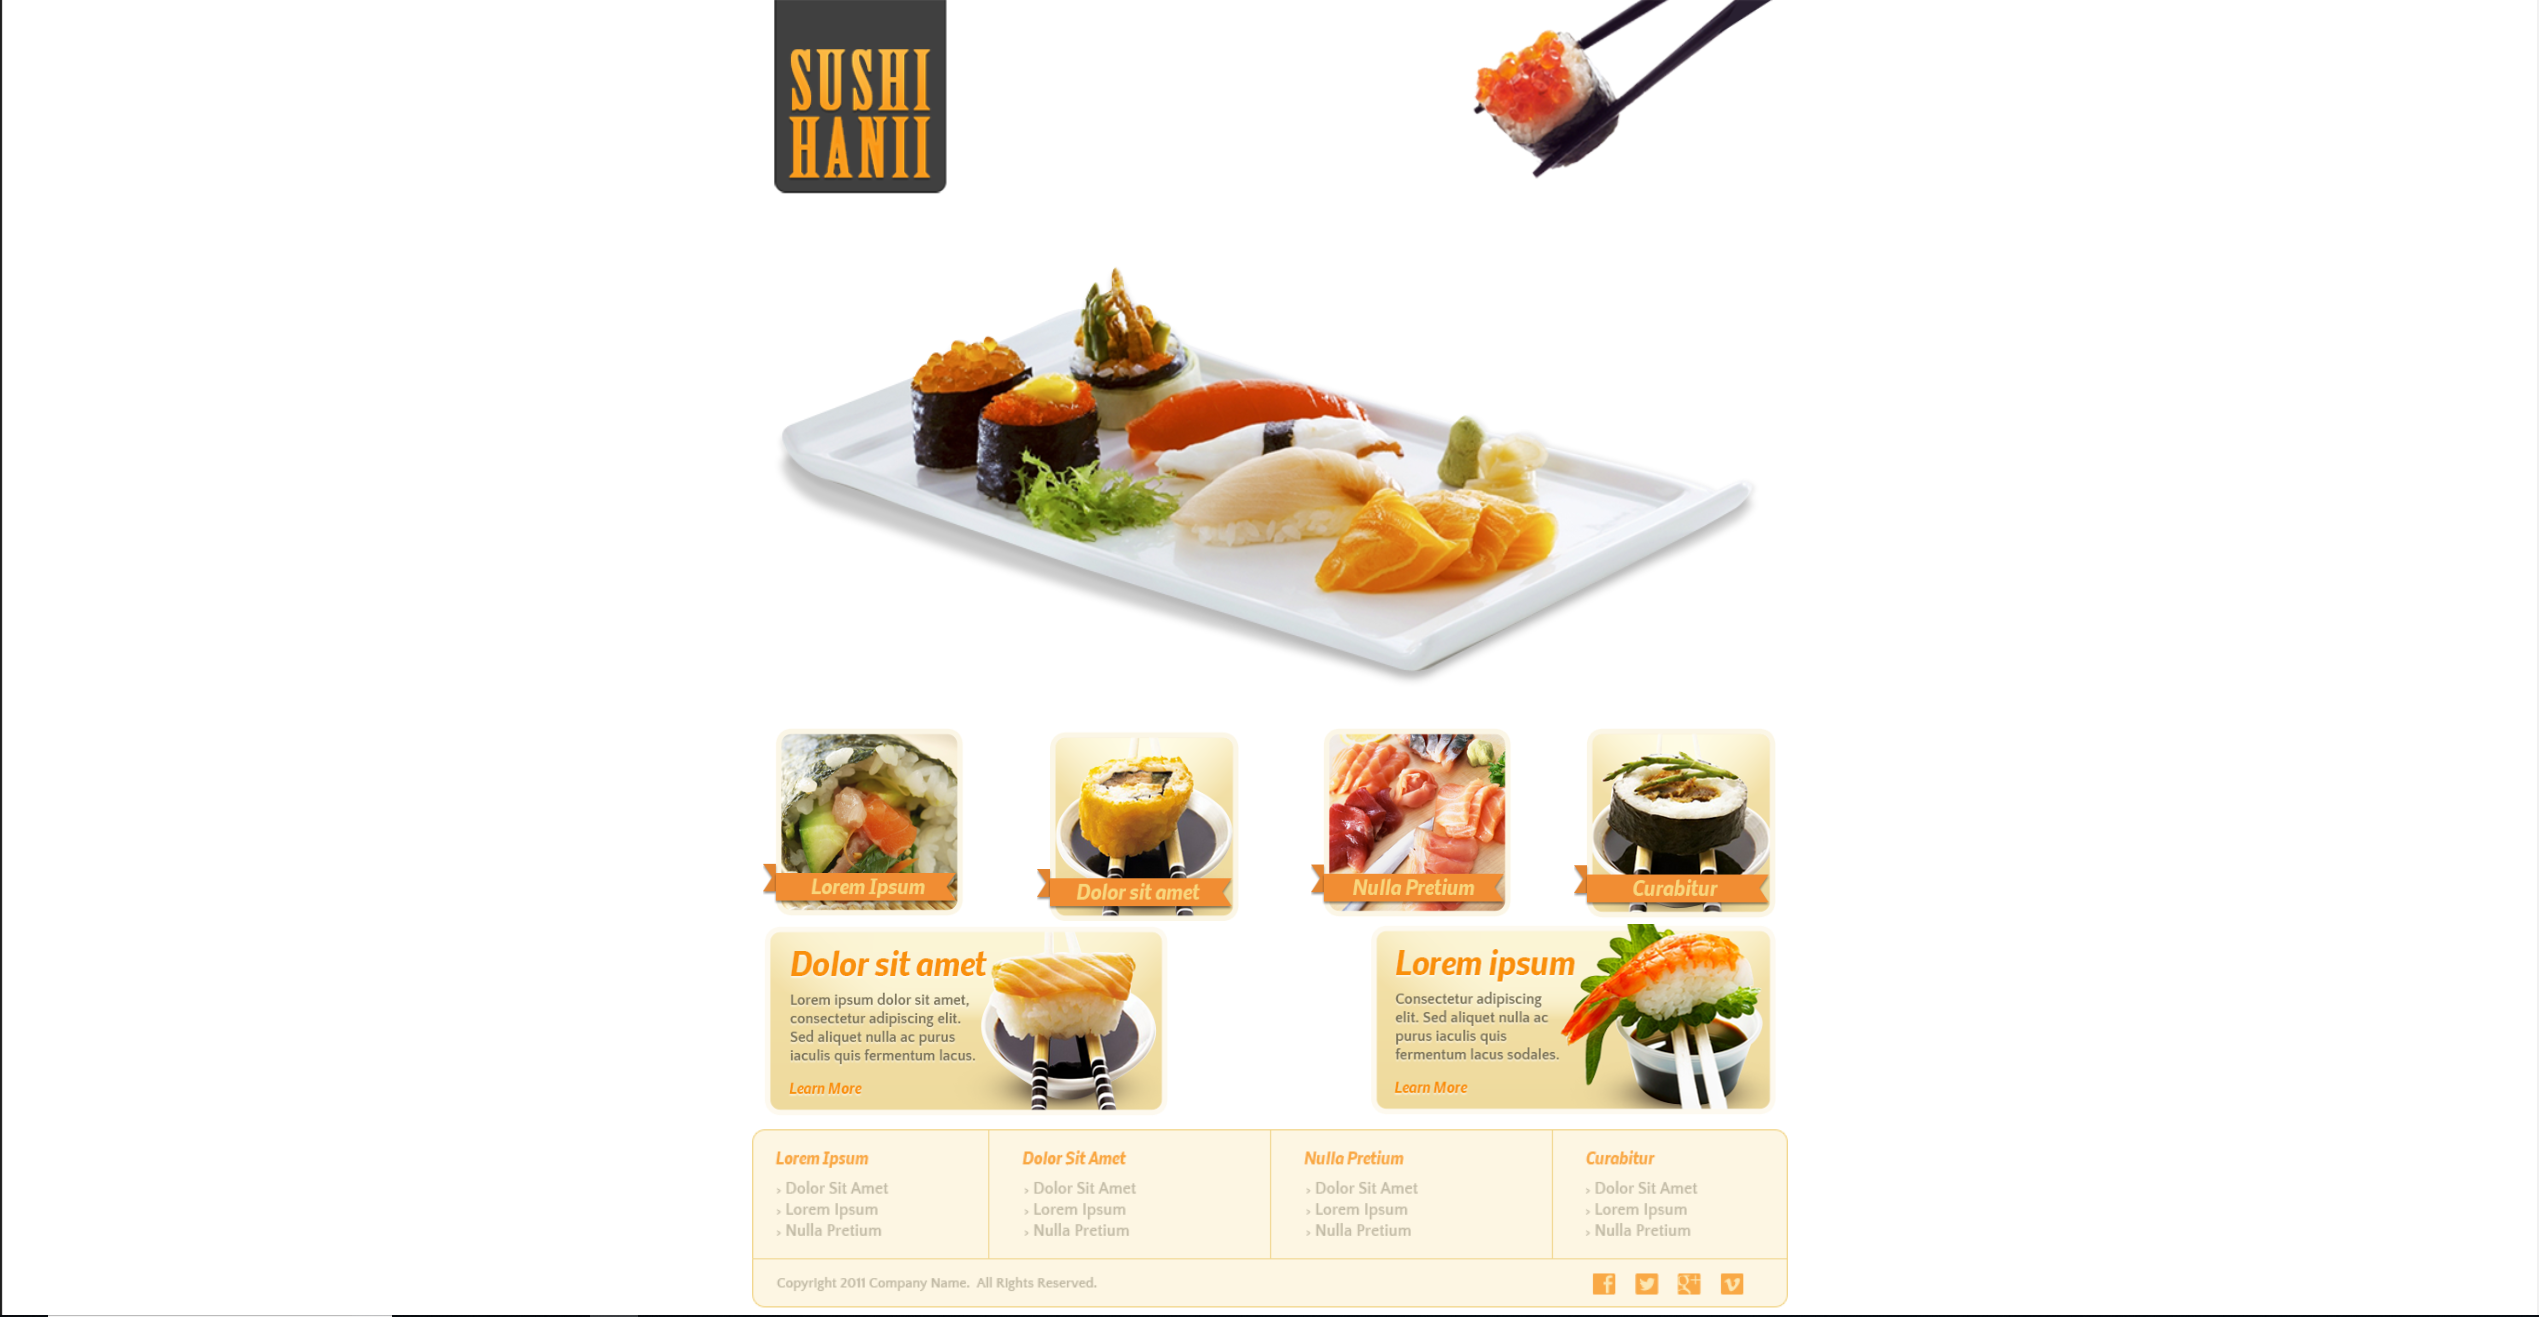 SUSHI
HANII
Lorem Ipsum
Dolor sit amet
Nulla Pretium
Curabitur
Dolor sit amet
Lorem ipsum dolor sit amet,
consectetur adipiscing elit.
Sed aliquet nulla ac purus
iaculis quis fermentum lacus.
Learn More
Lorem ipsum
Consectetur adipiscing
elit. Sed aliquet nulla ac
purus iaculis quis
fermentum lacus sodales.
Learn More
Lorem Ipsum
› Dolor Sit Amet
› Lorem Ipsum
› Nulla Pretium
Dolor Sit Amet
› Dolor Sit Amet
› Lorem Ipsum
› Nulla Pretium
Nulla Pretium
› Dolor Sit Amet
› Lorem Ipsum
› Nulla Pretium
Curabitur
› Dolor Sit Amet
› Lorem Ipsum
› Nulla Pretium
Copyright 2011 Company Name. All Rights Reserved.